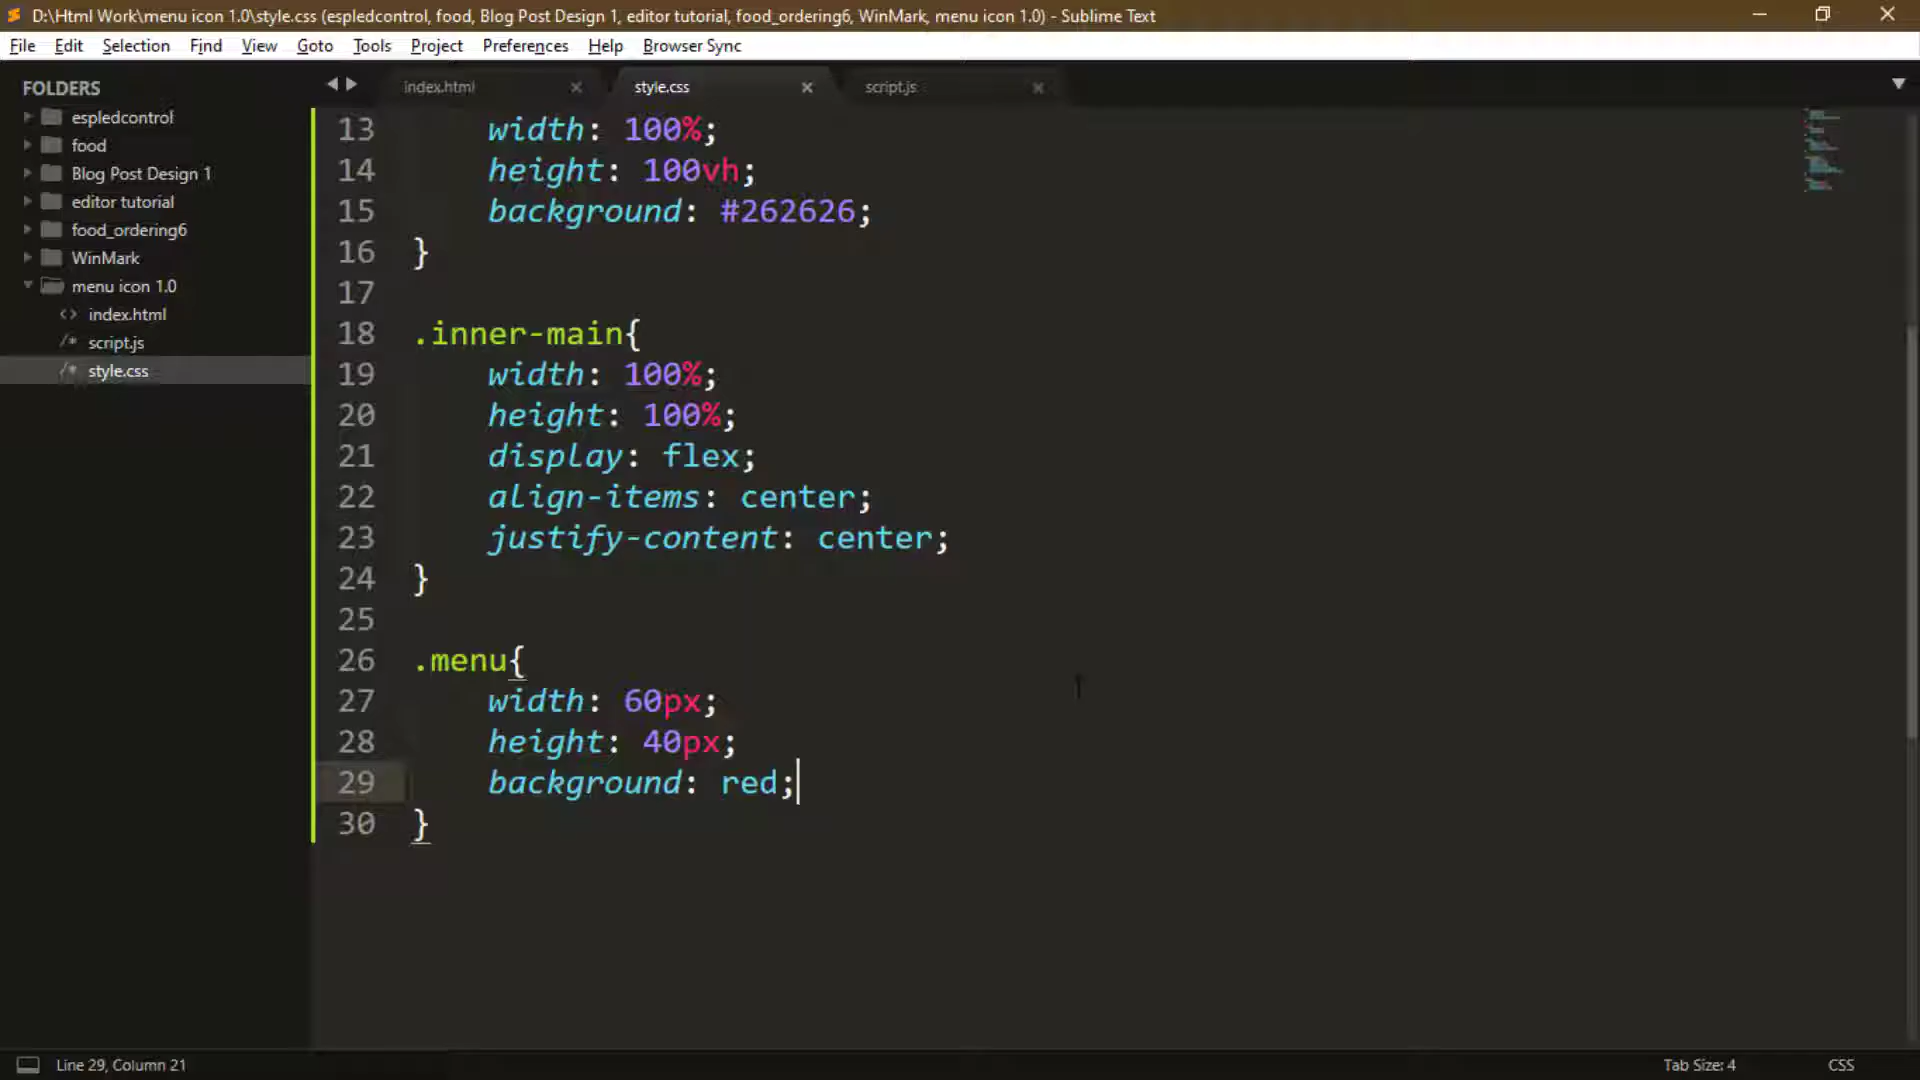 D:\Html Work\menu icon 1.0\style.css (espledcontrol, food, Blog Post Design 1, editor tutorial, food_ordering6, WinMark, menu icon 1.0) - Sublime Text
File Edit Selection Find View Goto Tools Project Preferences Help Browser Sync
FOLDERS
espledcontrol
food
Blog Post Design 1
editor tutorial
food_ordering6
WinMark
menu icon 1.0
<> index.html
/* script.js
/* style.css
index.html style.css script.js
13 width: 100%;
14 height: 100vh;
15 background: #262626;
16 }
17
18 .inner-main{
19 width: 100%;
20 height: 100%;
21 display: flex;
22 align-items: center;
23 justify-content: center;
24 }
25
26 .menu{
27 width: 60px;
28 height: 40px;
29 background: red;
30 }
Line 29, Column 21 Tab Size: 4 CSS